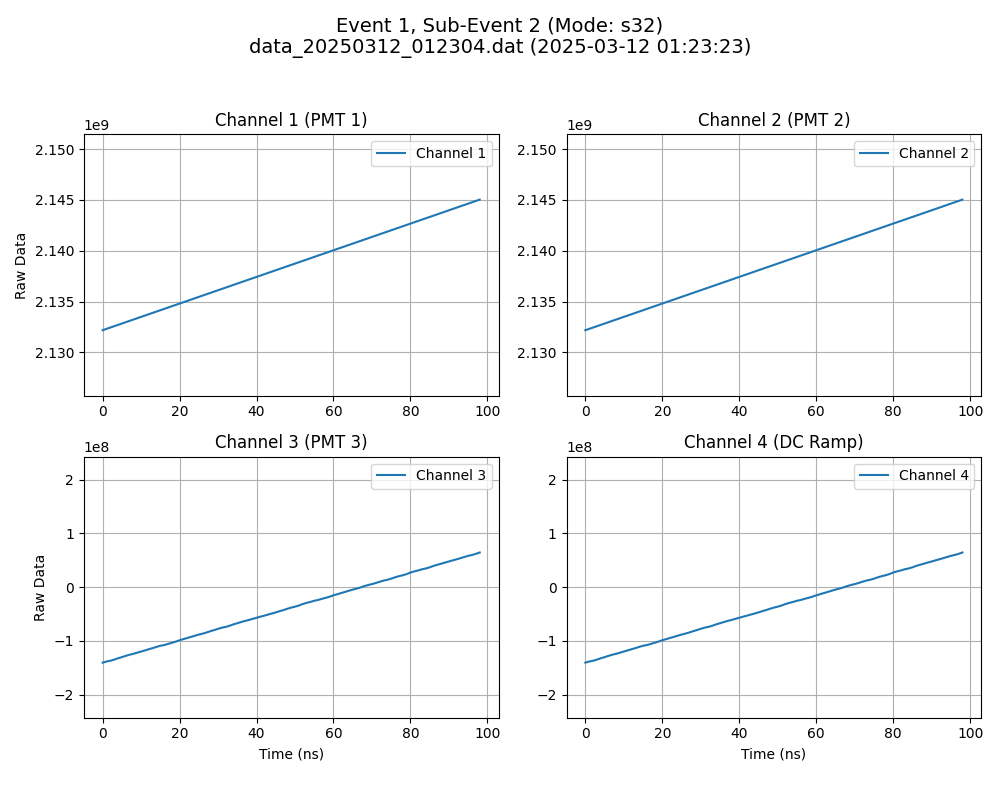 Event 1, Sub-Event 2 (Mode: s32)
data_20250312_012304.dat (2025-03-12 01:23:23)
Channel 1 (PMT 1)
1e9
Channel 1
2.150
2.145
2.140
2.135
2.130
Raw Data
0 20 40 60 80 100
Channel 2 (PMT 2)
1e9
Channel 2
2.150
2.145
2.140
2.135
2.130
0 20 40 60 80 100
Channel 3 (PMT 3)
1e8
Channel 3
2
1
0
−1
−2
Raw Data
0 20 40 60 80 100
Time (ns)
Channel 4 (DC Ramp)
1e8
Channel 4
2
1
0
−1
−2
0 20 40 60 80 100
Time (ns)